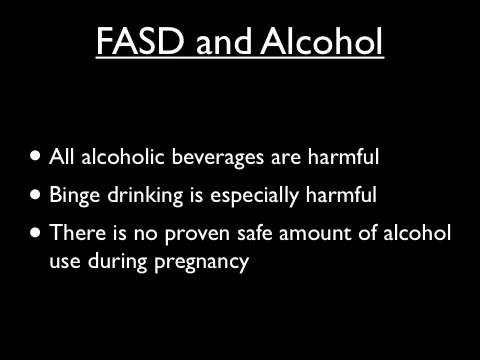 FASD and Alcohol
• All alcoholic beverages are harmful
• Binge drinking is especially harmful
• There is no proven safe amount of alcohol
use during pregnancy